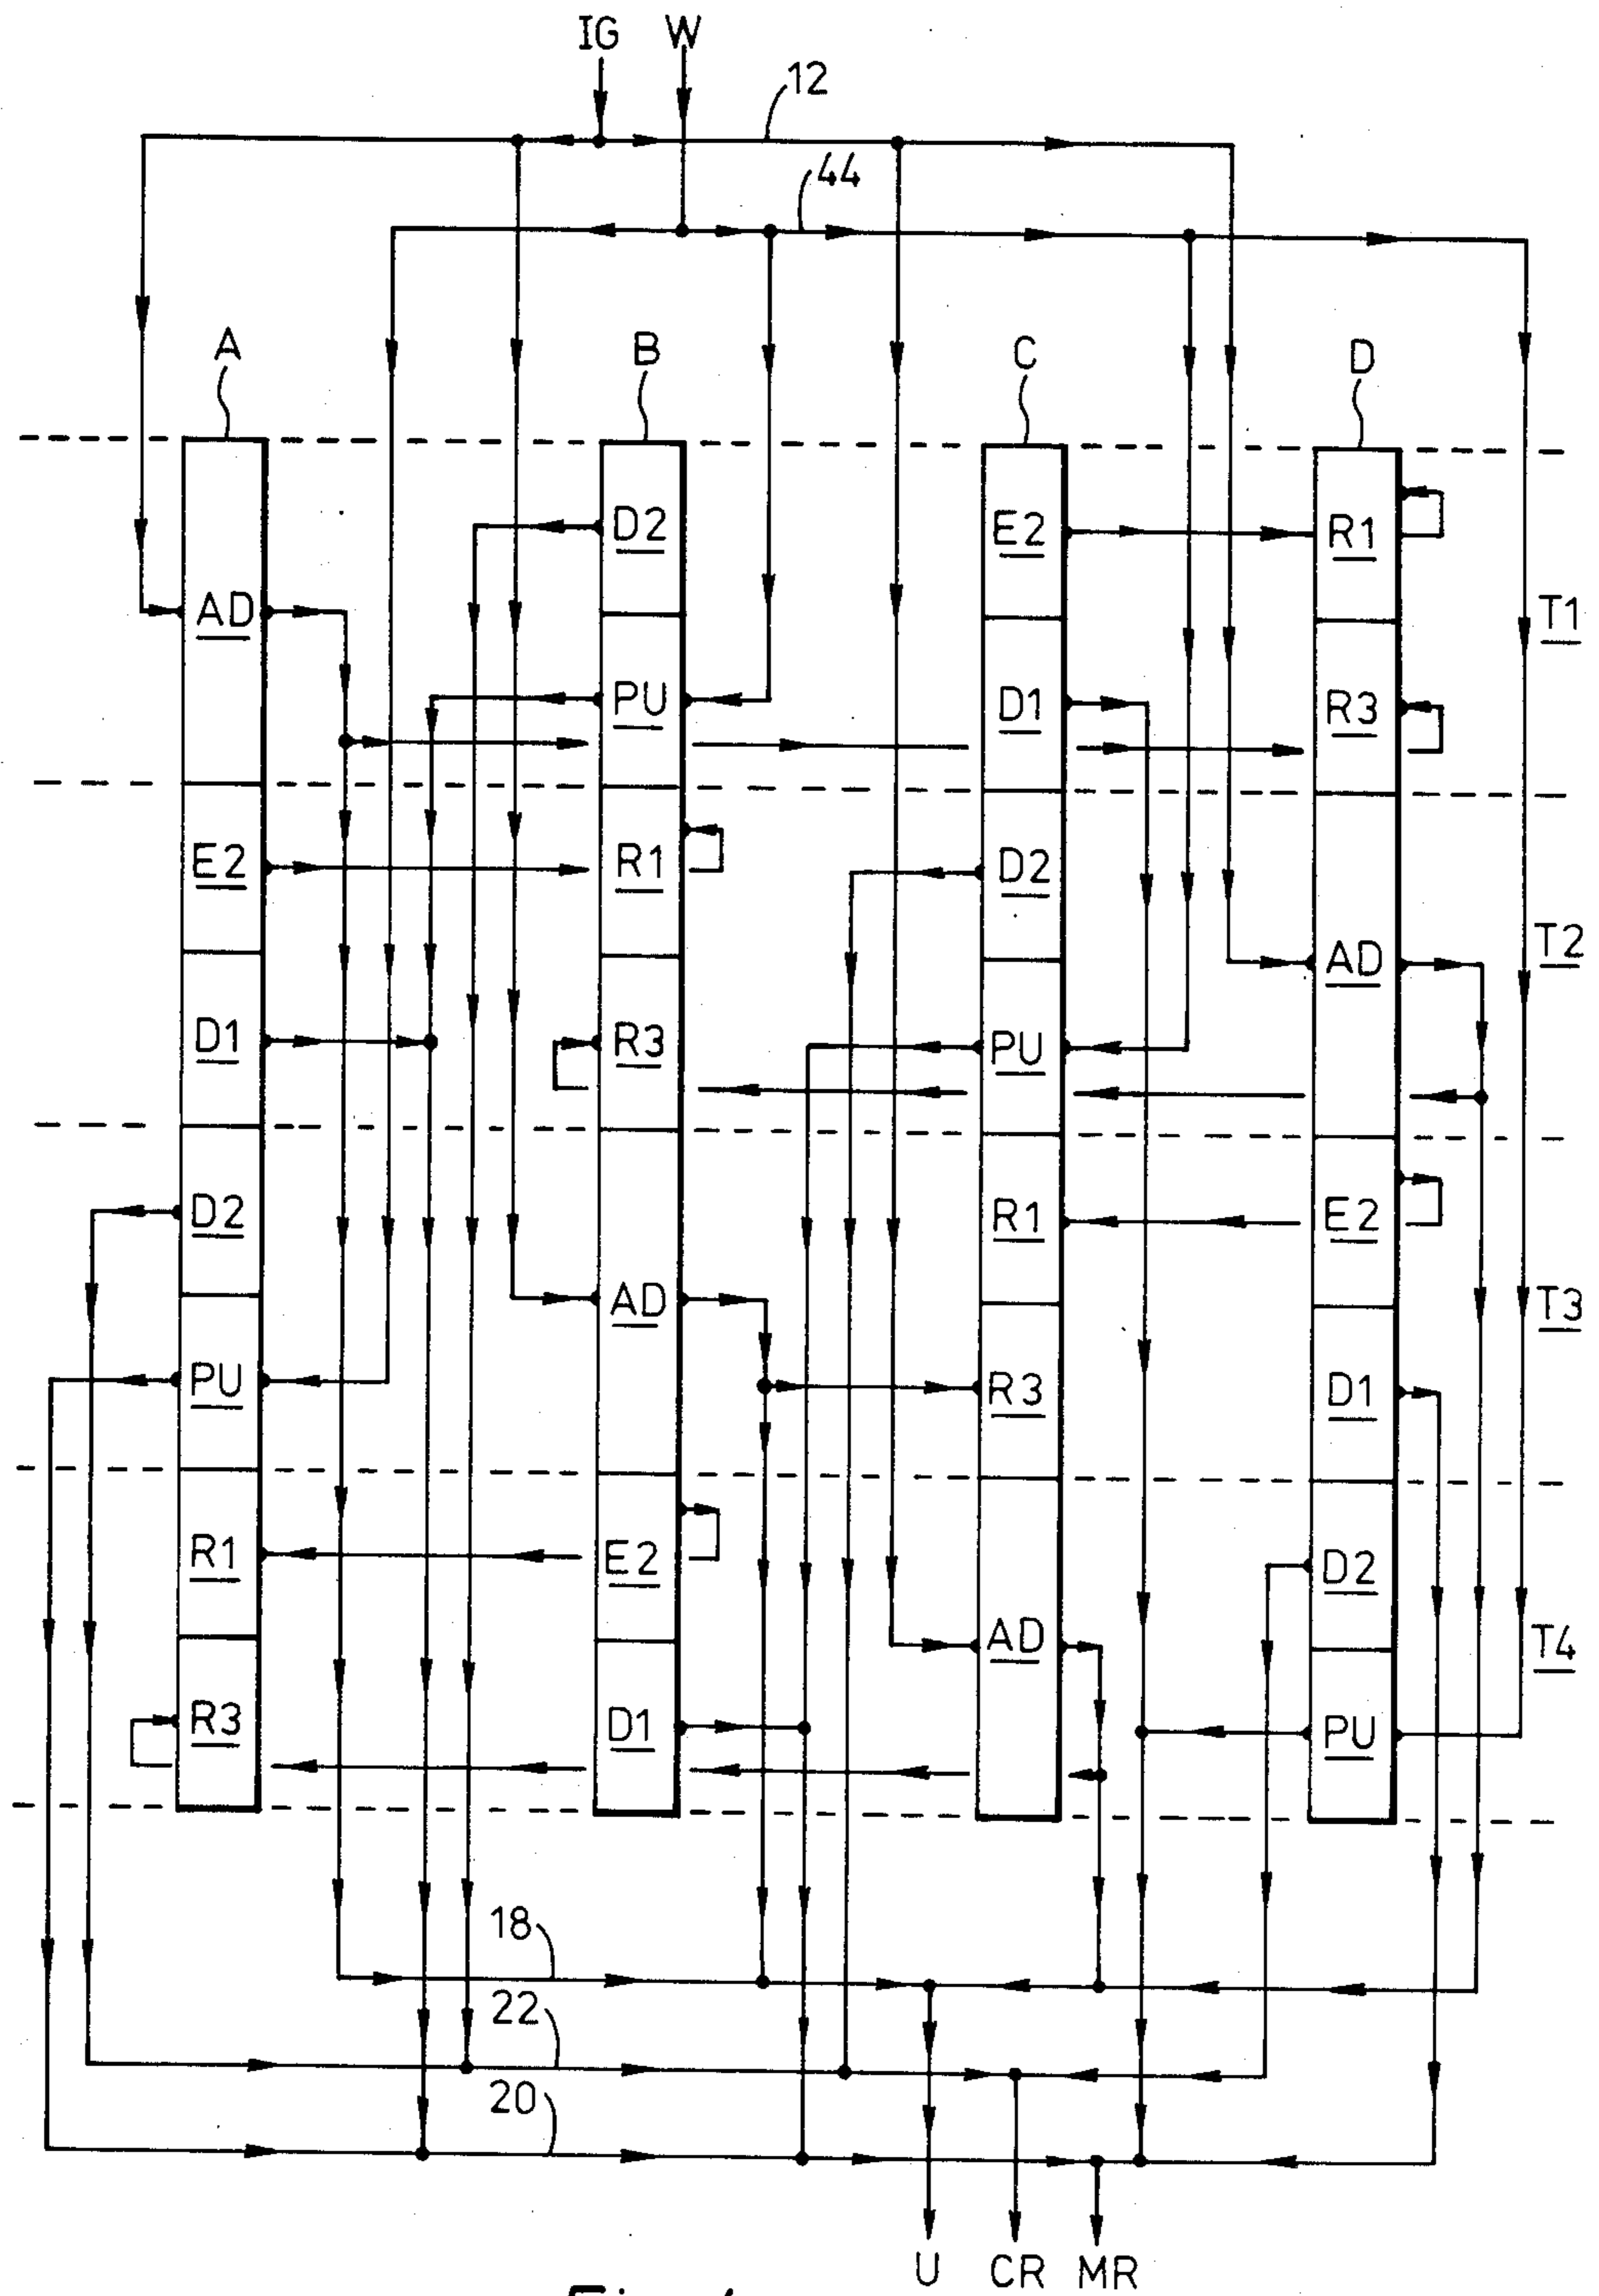 IG W
12
44
A B C D
D2 E2 R1
AD T1
PU D1 R3
E2 R1 D2
AD T2
D1 R3 PU
D2 R1 E2
AD T3
PU R3 D1
R1 E2 D2
AD T4
R3 D1 PU
18
22
20
U CR MR